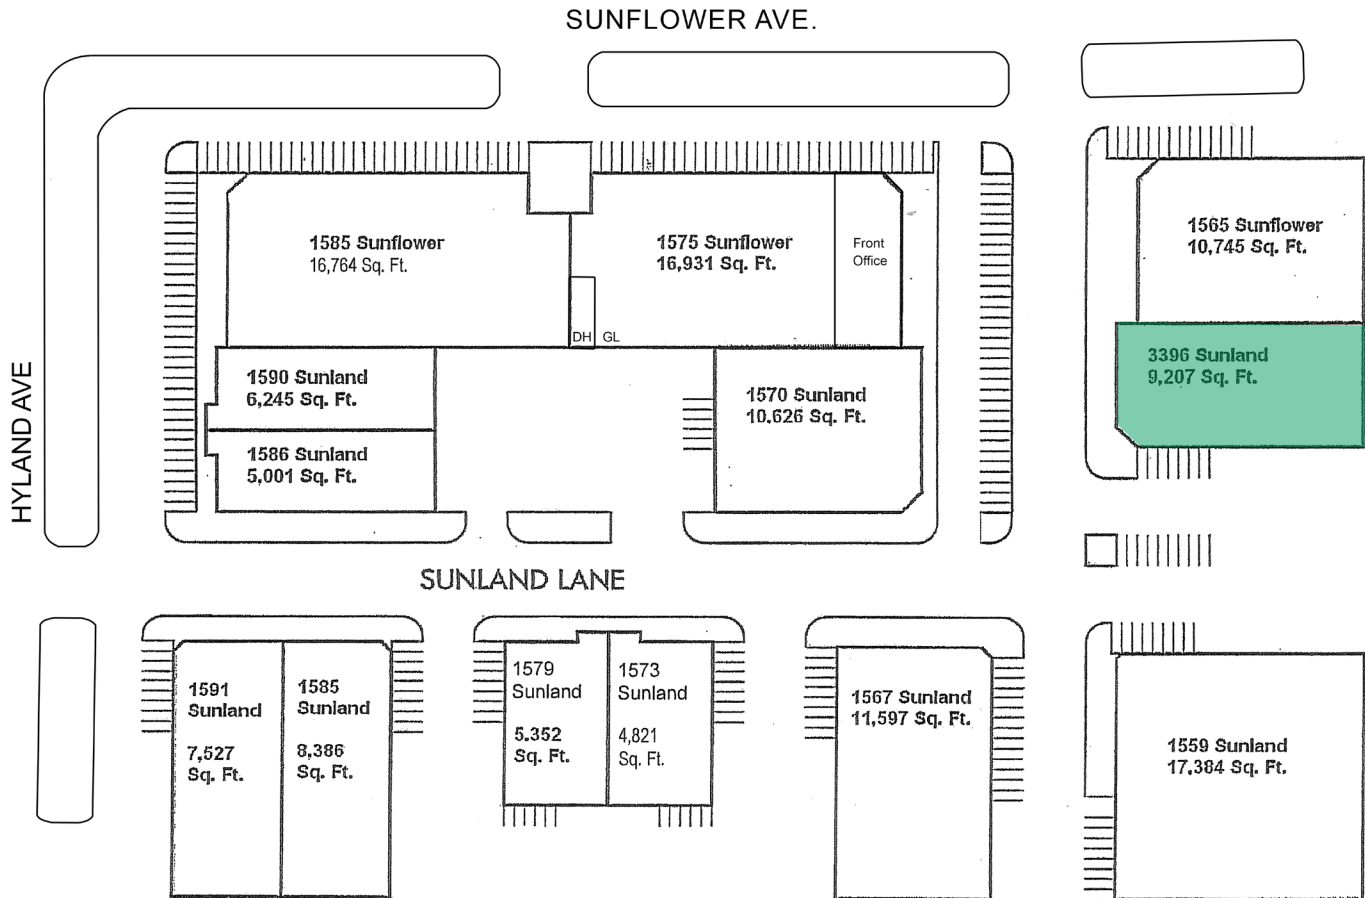 SUNFLOWER AVE.
1585 Sunflower
16,764 Sq. Ft.
1575 Sunflower
16,931 Sq. Ft.
Front
Office
1565 Sunflower
10,745 Sq. Ft.
DH
GL
3396 Sunland
9,207 Sq. Ft.
HYLAND AVE
1590 Sunland
6,245 Sq. Ft.
1586 Sunland
5,001 Sq. Ft.
1570 Sunland
10.626 Sq. Ft.
SUNLAND LANE
1591
Sunland
7,527
Sq. Ft.
1585
Sunland
8,386
Sq. Ft.
1579
Sunland
5.352
Sq. Ft.
1573
Sunland
4,821
Sq. Ft.
1567 Sunland
11,597 Sq. Ft.
1559 Sunland
17,384 Sq. Ft.